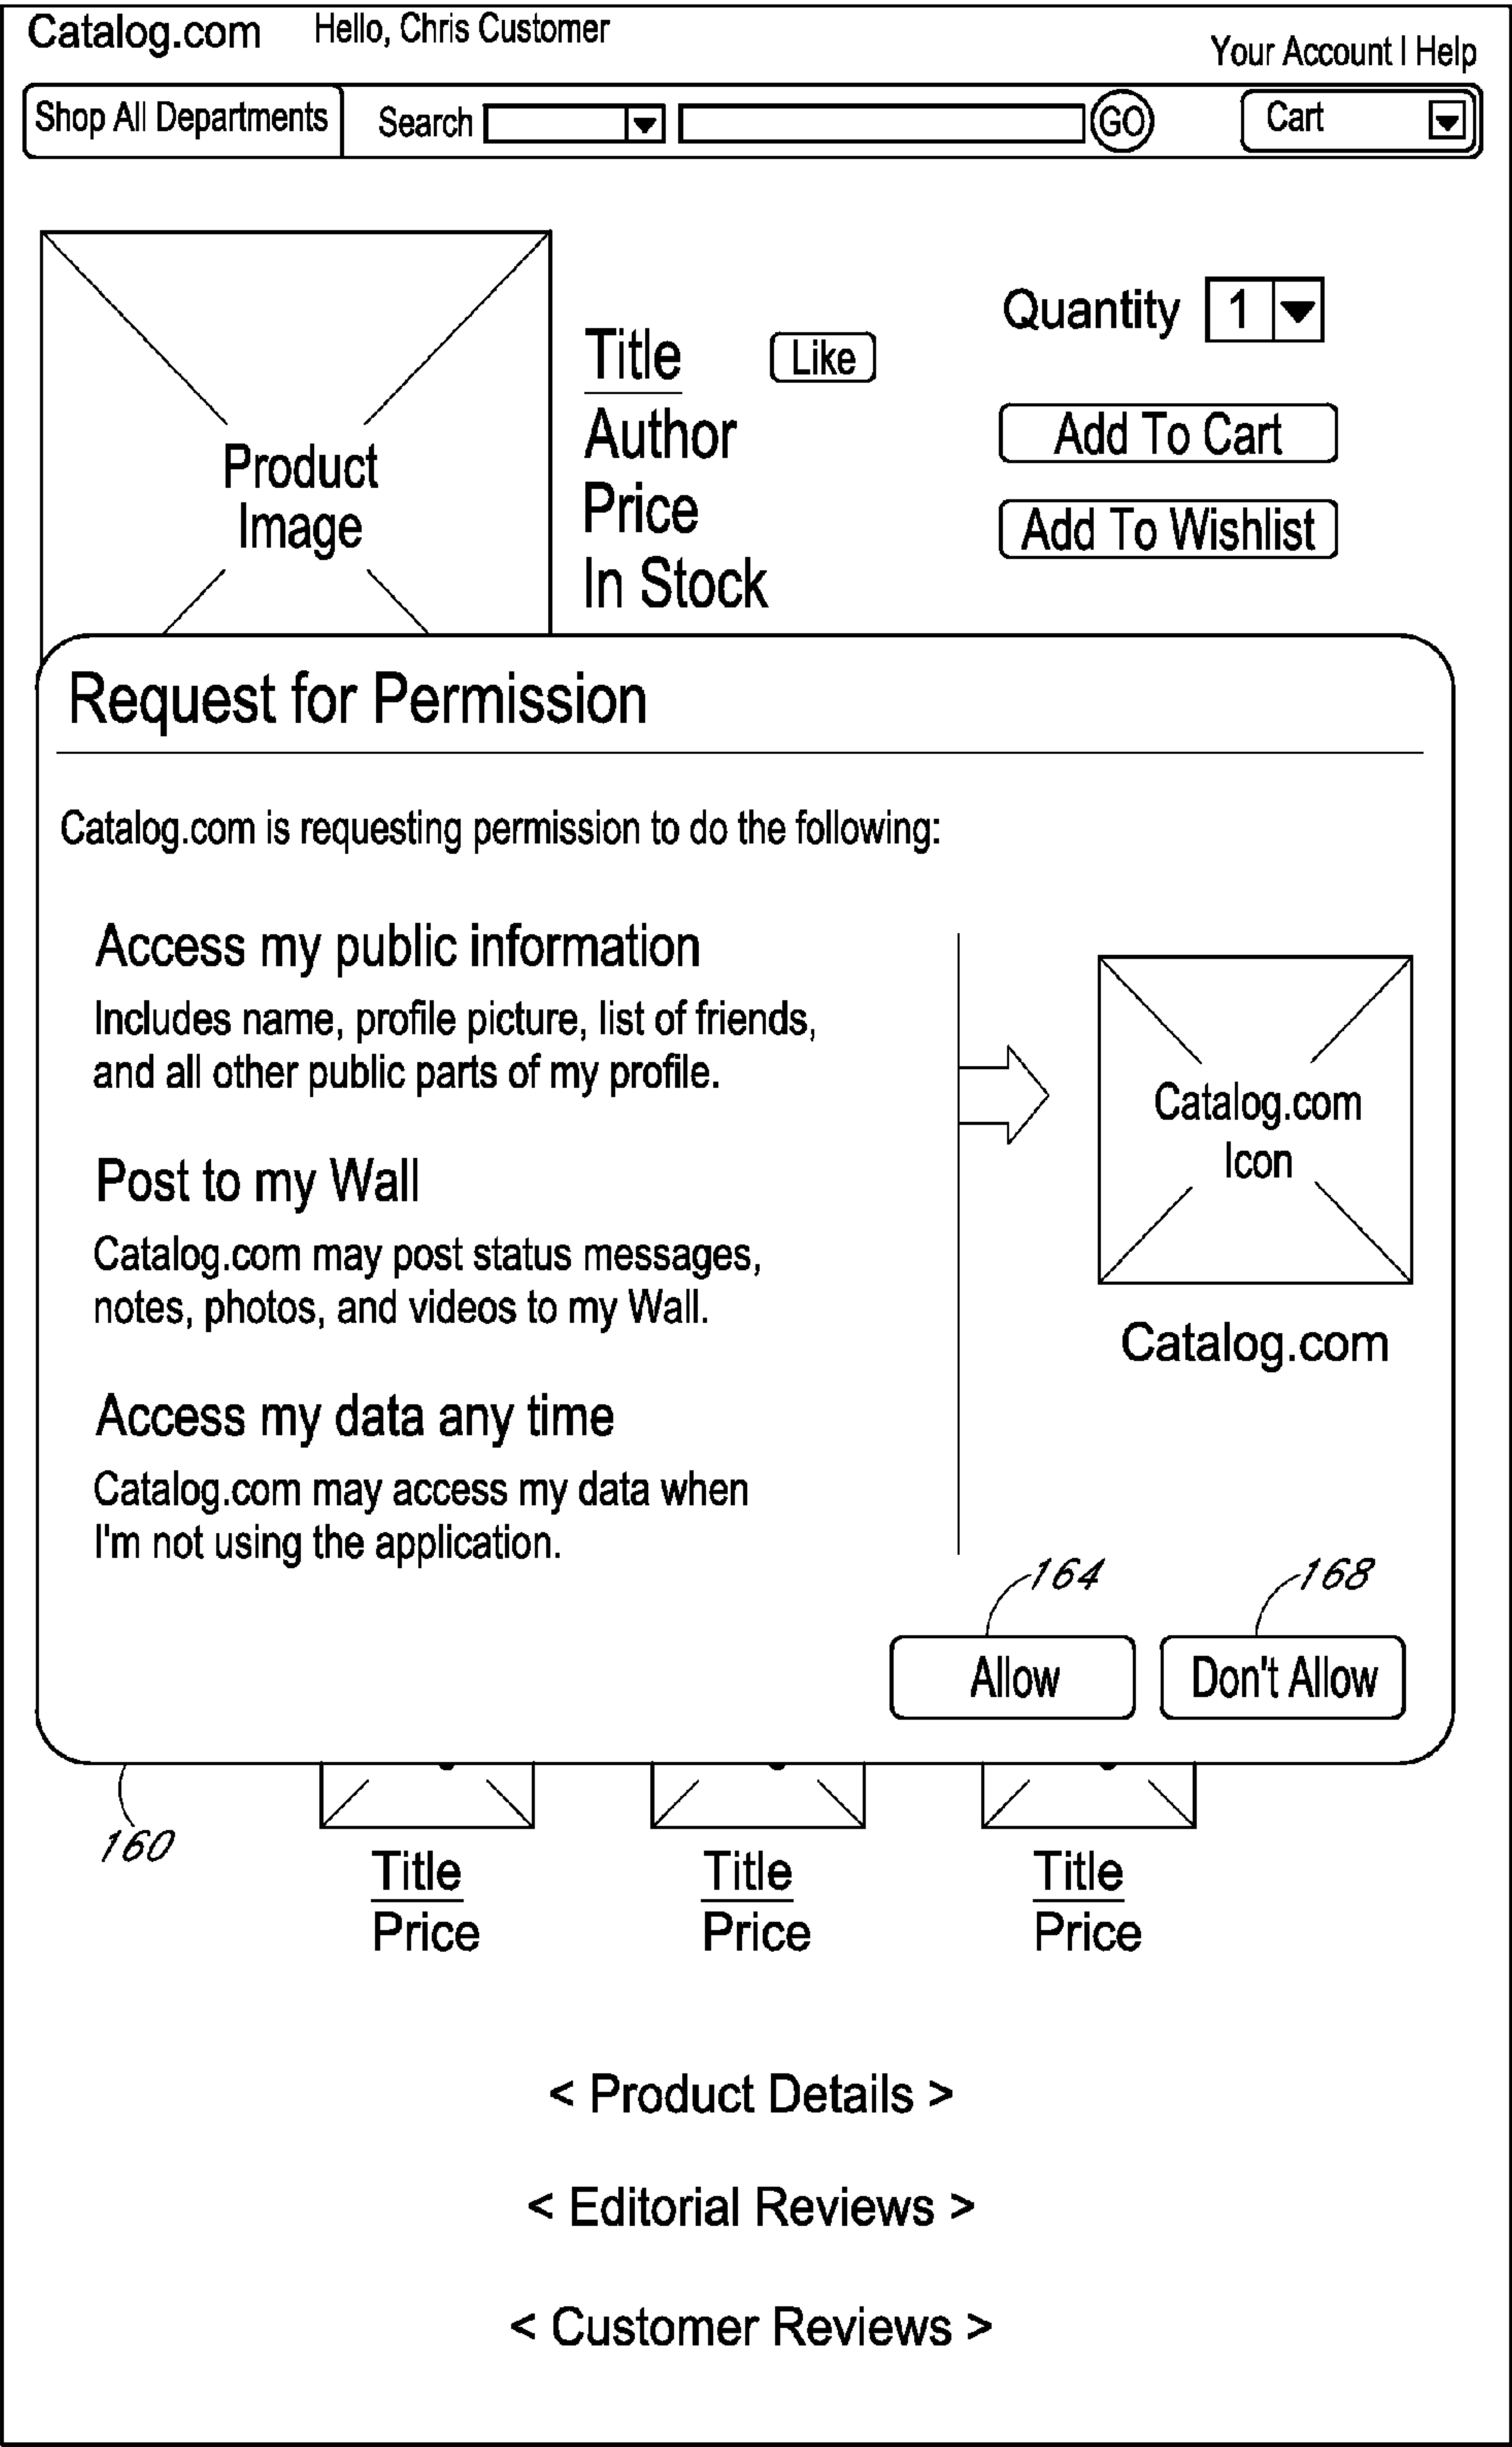 Catalog.com
Hello, Chris Customer
Your Account | Help
Shop All Departments
Search
GO
Cart
Product
Image
Title
Like
Author
Price
In Stock
Quantity
1
Add To Cart
Add To Wishlist
Request for Permission
Catalog.com is requesting permission to do the following:
Access my public information
Includes name, profile picture, list of friends,
and all other public parts of my profile.
Post to my Wall
Catalog.com may post status messages,
notes, photos, and videos to my Wall.
Access my data any time
Catalog.com may access my data when
I'm not using the application.
Catalog.com
Icon
Catalog.com
164
168
Allow
Don't Allow
160
Title
Price
Title
Price
Title
Price
< Product Details >
< Editorial Reviews >
< Customer Reviews >